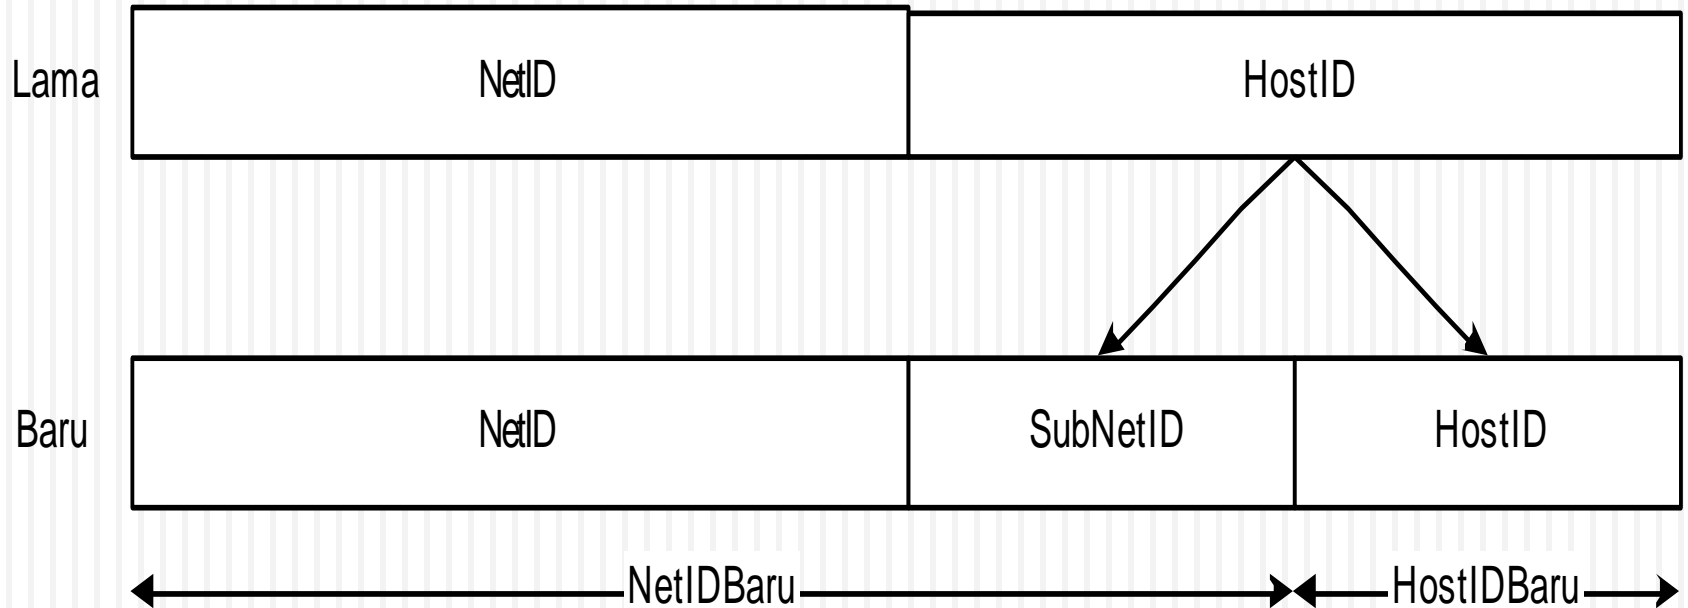 Lama NetID HostID
Baru NetID SubNetID HostID
NetIDBaru HostIDBaru